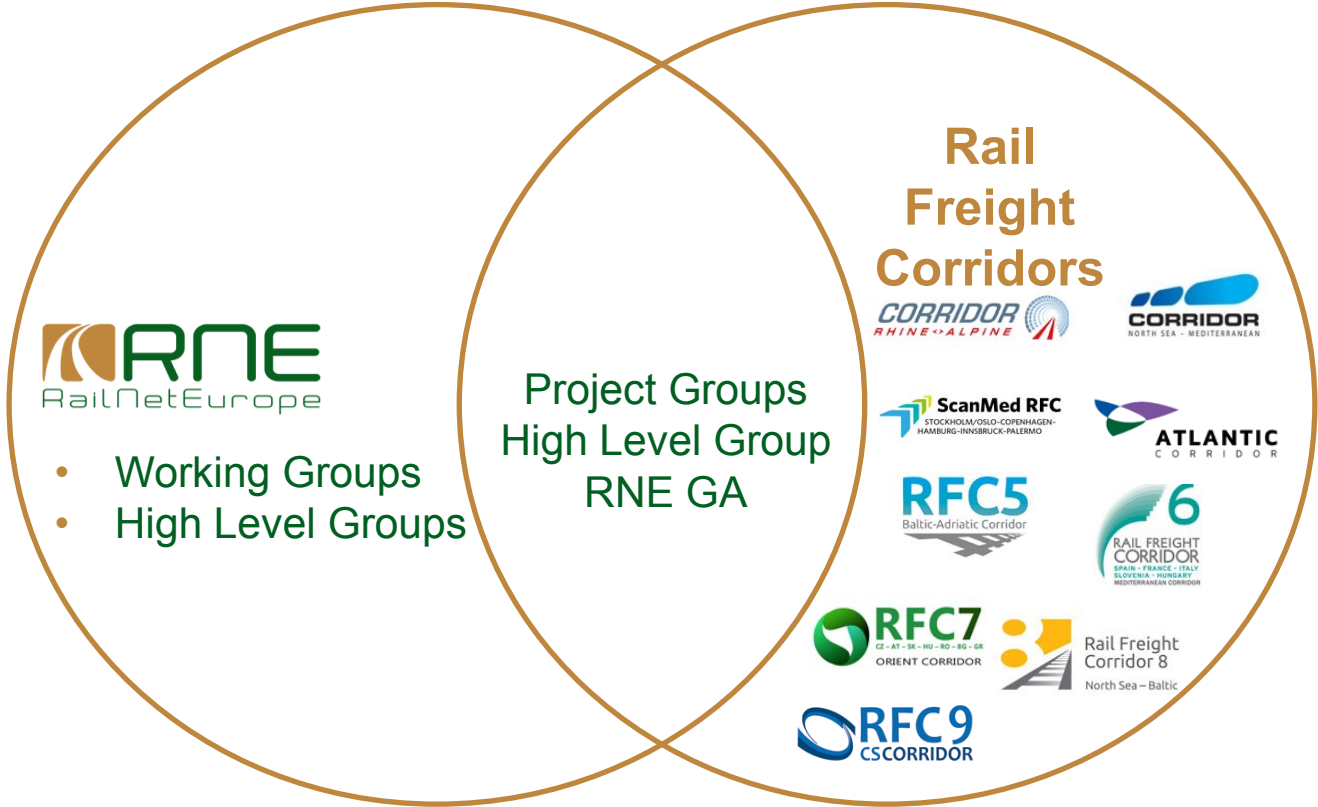 RNE
RailNetEurope
• Working Groups
• High Level Groups
Project Groups
High Level Group
RNE GA
Rail
Freight
Corridors
CORRIDOR
RHINE<>ALPINE
CORRIDOR
NORTH SEA – MEDITERRANEAN
ScanMed RFC
STOCKHOLM/OSLO-COPENHAGEN-
HAMBURG-INNSBRUCK-PALERMO
ATLANTIC
CORRIDOR
RFC5
Baltic-Adriatic Corridor
6
RAIL FREIGHT
CORRIDOR
SPAIN - FRANCE - ITALY
SLOVENIA - HUNGARY
MEDITERRANEAN CORRIDOR
RFC7
CZ – AT – SK – HU – RO – BG – GR
ORIENT CORRIDOR
Rail Freight
Corridor 8
North Sea – Baltic
RFC9
CSCORRIDOR